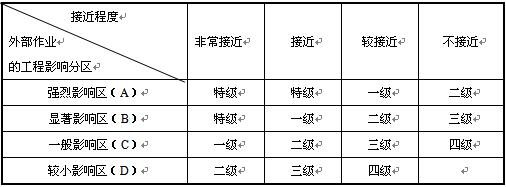 接近程度
外部作业
的工程影响分区
非常接近 接近 较接近 不接近
强烈影响区（A） 特级 特级 一级 二级
显著影响区（B） 特级 一级 二级 三级
一般影响区（C） 一级 二级 三级 四级
较小影响区（D） 二级 三级 四级